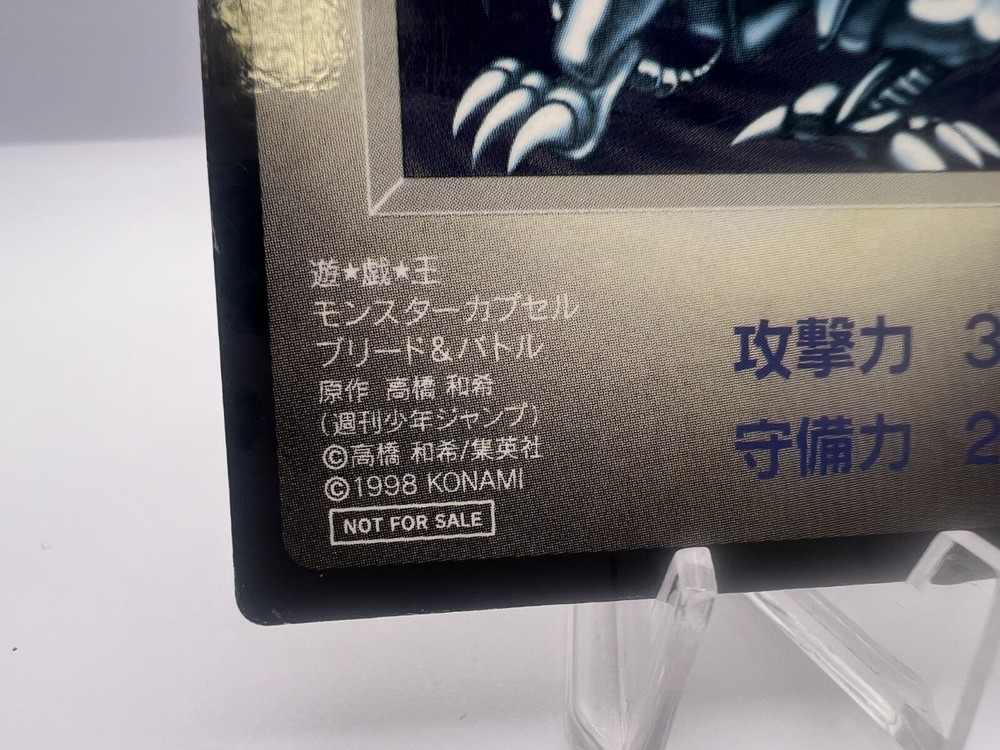 遊★戯★王
モンスターカプセル
ブリード&バトル
原作 高橋 和希
(週刊少年ジャンプ)
©高橋 和希/集英社
©1998 KONAMI
NOT FOR SALE
攻撃力 3
守備力 2